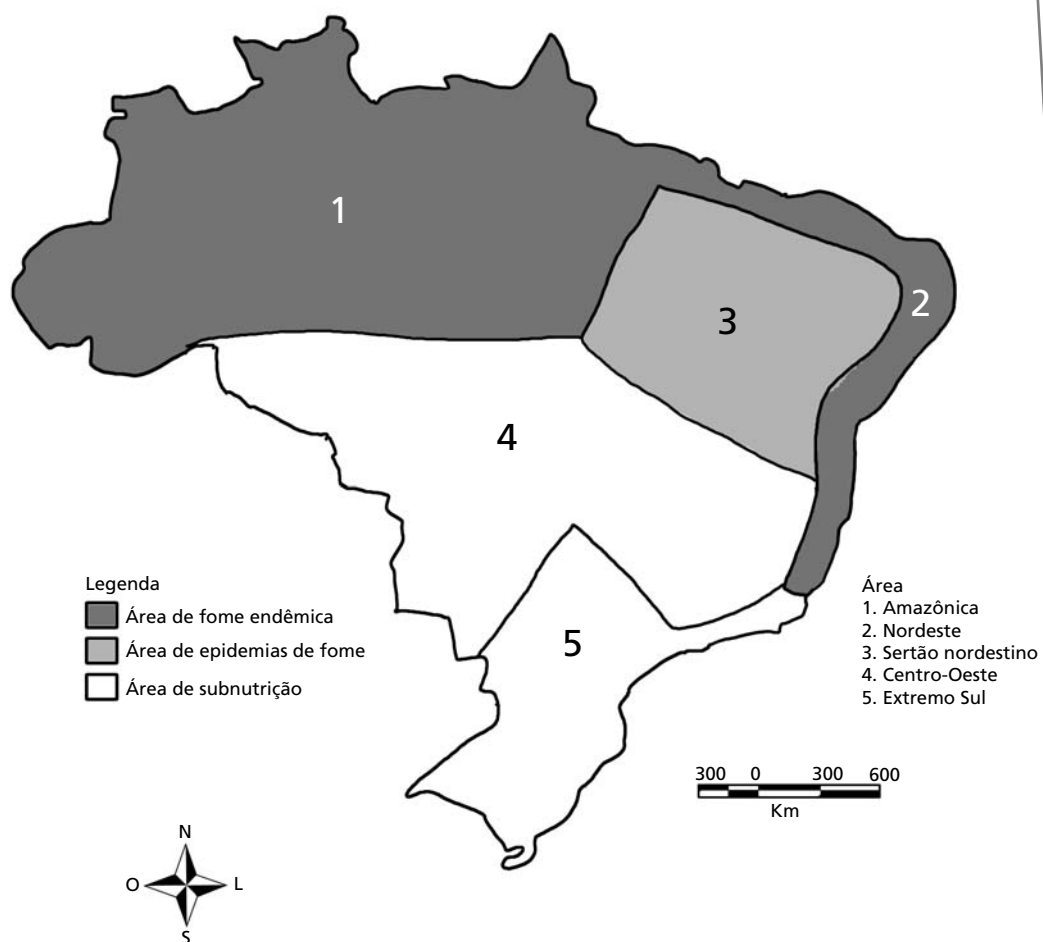 1
2
3
4
5
Legenda
Área de fome endêmica
Área de epidemias de fome
Área de subnutrição
Área
1. Amazônica
2. Nordeste
3. Sertão nordestino
4. Centro-Oeste
5. Extremo Sul
300 0 300 600
Km
N
O L
S